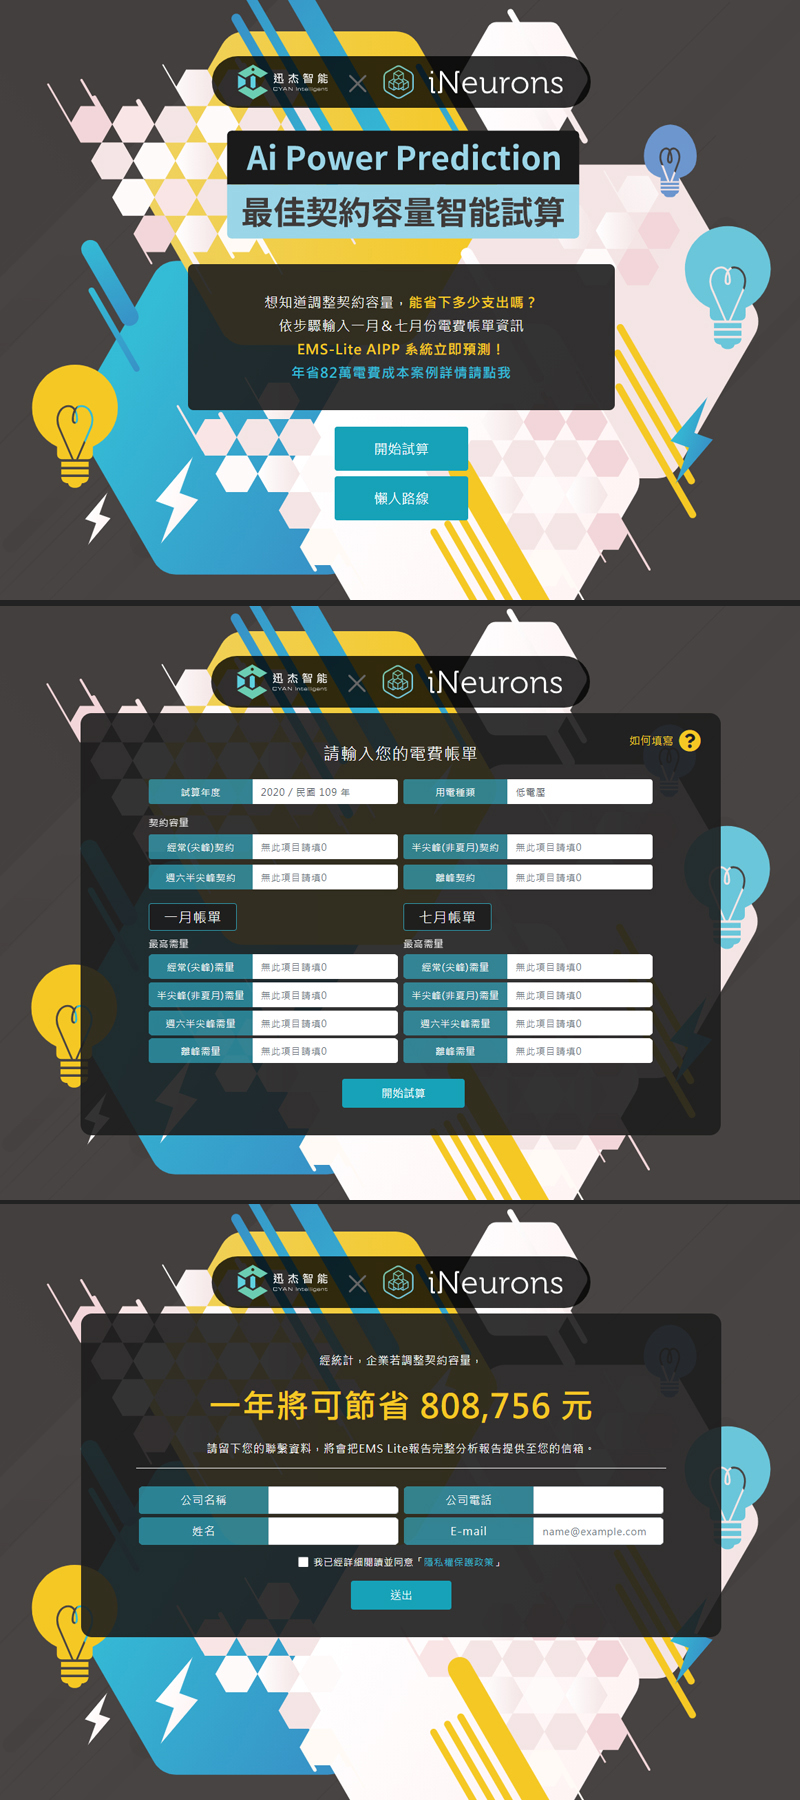 迅杰智能
CYAN Intelligent
×
iNeurons
Ai Power Prediction
最佳契約容量智能試算
想知道調整契約容量，能省下多少支出嗎？
依步驟輸入一月＆七月份電費帳單資訊
EMS-Lite AIPP 系統立即預測！
年省82萬電費成本案例詳情請點我
開始試算
懶人路線
迅杰智能
CYAN Intelligent
×
iNeurons
如何填寫 ?
請輸入您的電費帳單
試算年度 2020 / 民國 109 年 用電種類 低電壓
契約容量
經常(尖峰)契約 無此項目請填0 半尖峰(非夏月)契約 無此項目請填0
週六半尖峰契約 無此項目請填0 離峰契約 無此項目請填0
一月帳單 七月帳單
最高需量 最高需量
經常(尖峰)需量 無此項目請填0 經常(尖峰)需量 無此項目請填0
半尖峰(非夏月)需量 無此項目請填0 半尖峰(非夏月)需量 無此項目請填0
週六半尖峰需量 無此項目請填0 週六半尖峰需量 無此項目請填0
離峰需量 無此項目請填0 離峰需量 無此項目請填0
開始試算
迅杰智能
CYAN Intelligent
×
iNeurons
經統計，企業若調整契約容量，
一年將可節省 808,756 元
請留下您的聯繫資料，將會把EMS Lite報告完整分析報告提供至您的信箱。
公司名稱 公司電話
姓名 E-mail name@example.com
我已經詳細閱讀並同意「隱私權保護政策」
送出